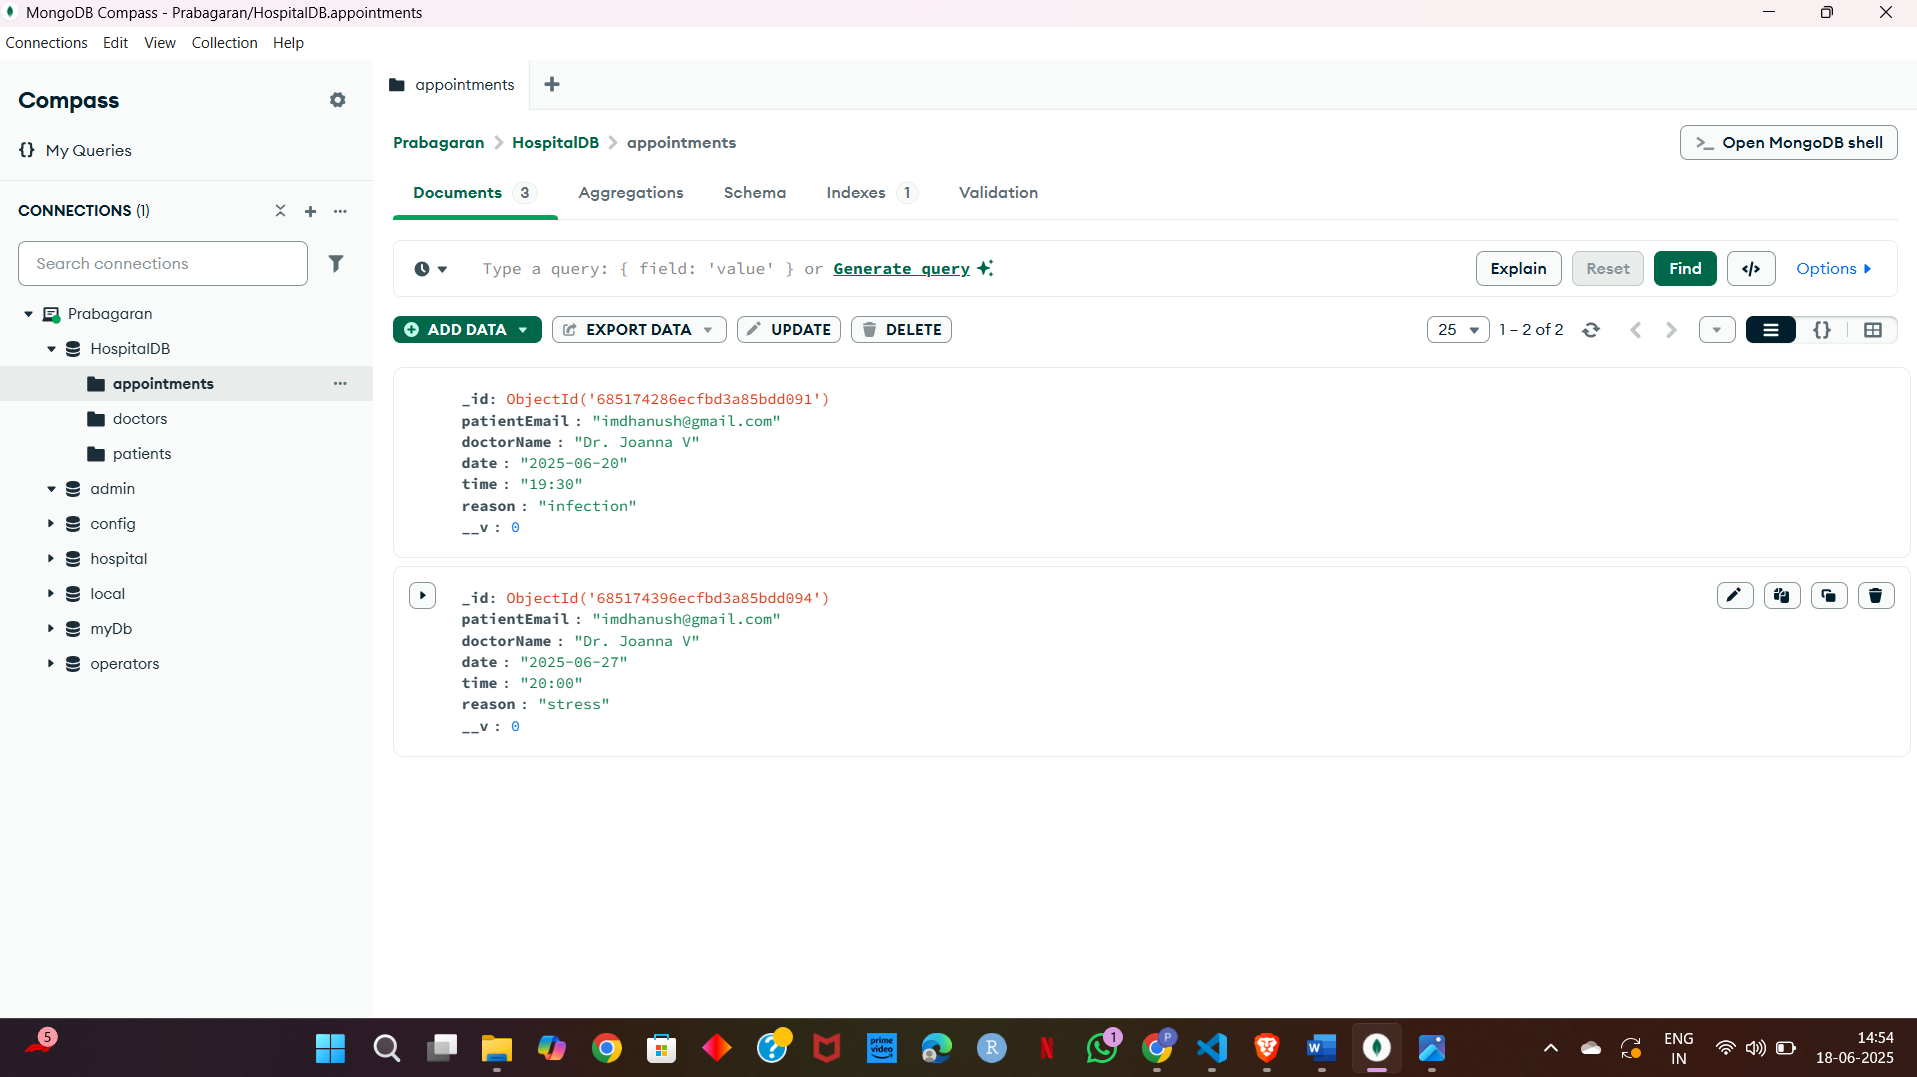 MongoDB Compass - Prabagaran/HospitalDB.appointments
Connections Edit View Collection Help
Compass
{} My Queries
CONNECTIONS (1)
Search connections
Prabagaran
HospitalDB
appointments
doctors
patients
admin
config
hospital
local
myDb
operators
appointments
Prabagaran > HospitalDB > appointments
>_ Open MongoDB shell
Documents 3 Aggregations Schema Indexes 1 Validation
Type a query: { field: 'value' } or Generate query
Explain Reset Find </> Options
ADD DATA EXPORT DATA UPDATE DELETE
25 1 – 2 of 2 {}
_id: ObjectId('685174286ecfbd3a85bdd091')
patientEmail : "imdhanush@gmail.com"
doctorName : "Dr. Joanna V"
date : "2025-06-20"
time : "19:30"
reason : "infection"
__v : 0
_id: ObjectId('685174396ecfbd3a85bdd094')
patientEmail : "imdhanush@gmail.com"
doctorName : "Dr. Joanna V"
date : "2025-06-27"
time : "20:00"
reason : "stress"
__v : 0
5
prime video
R
N
1
P
W
ENG
IN
14:54
18-06-2025